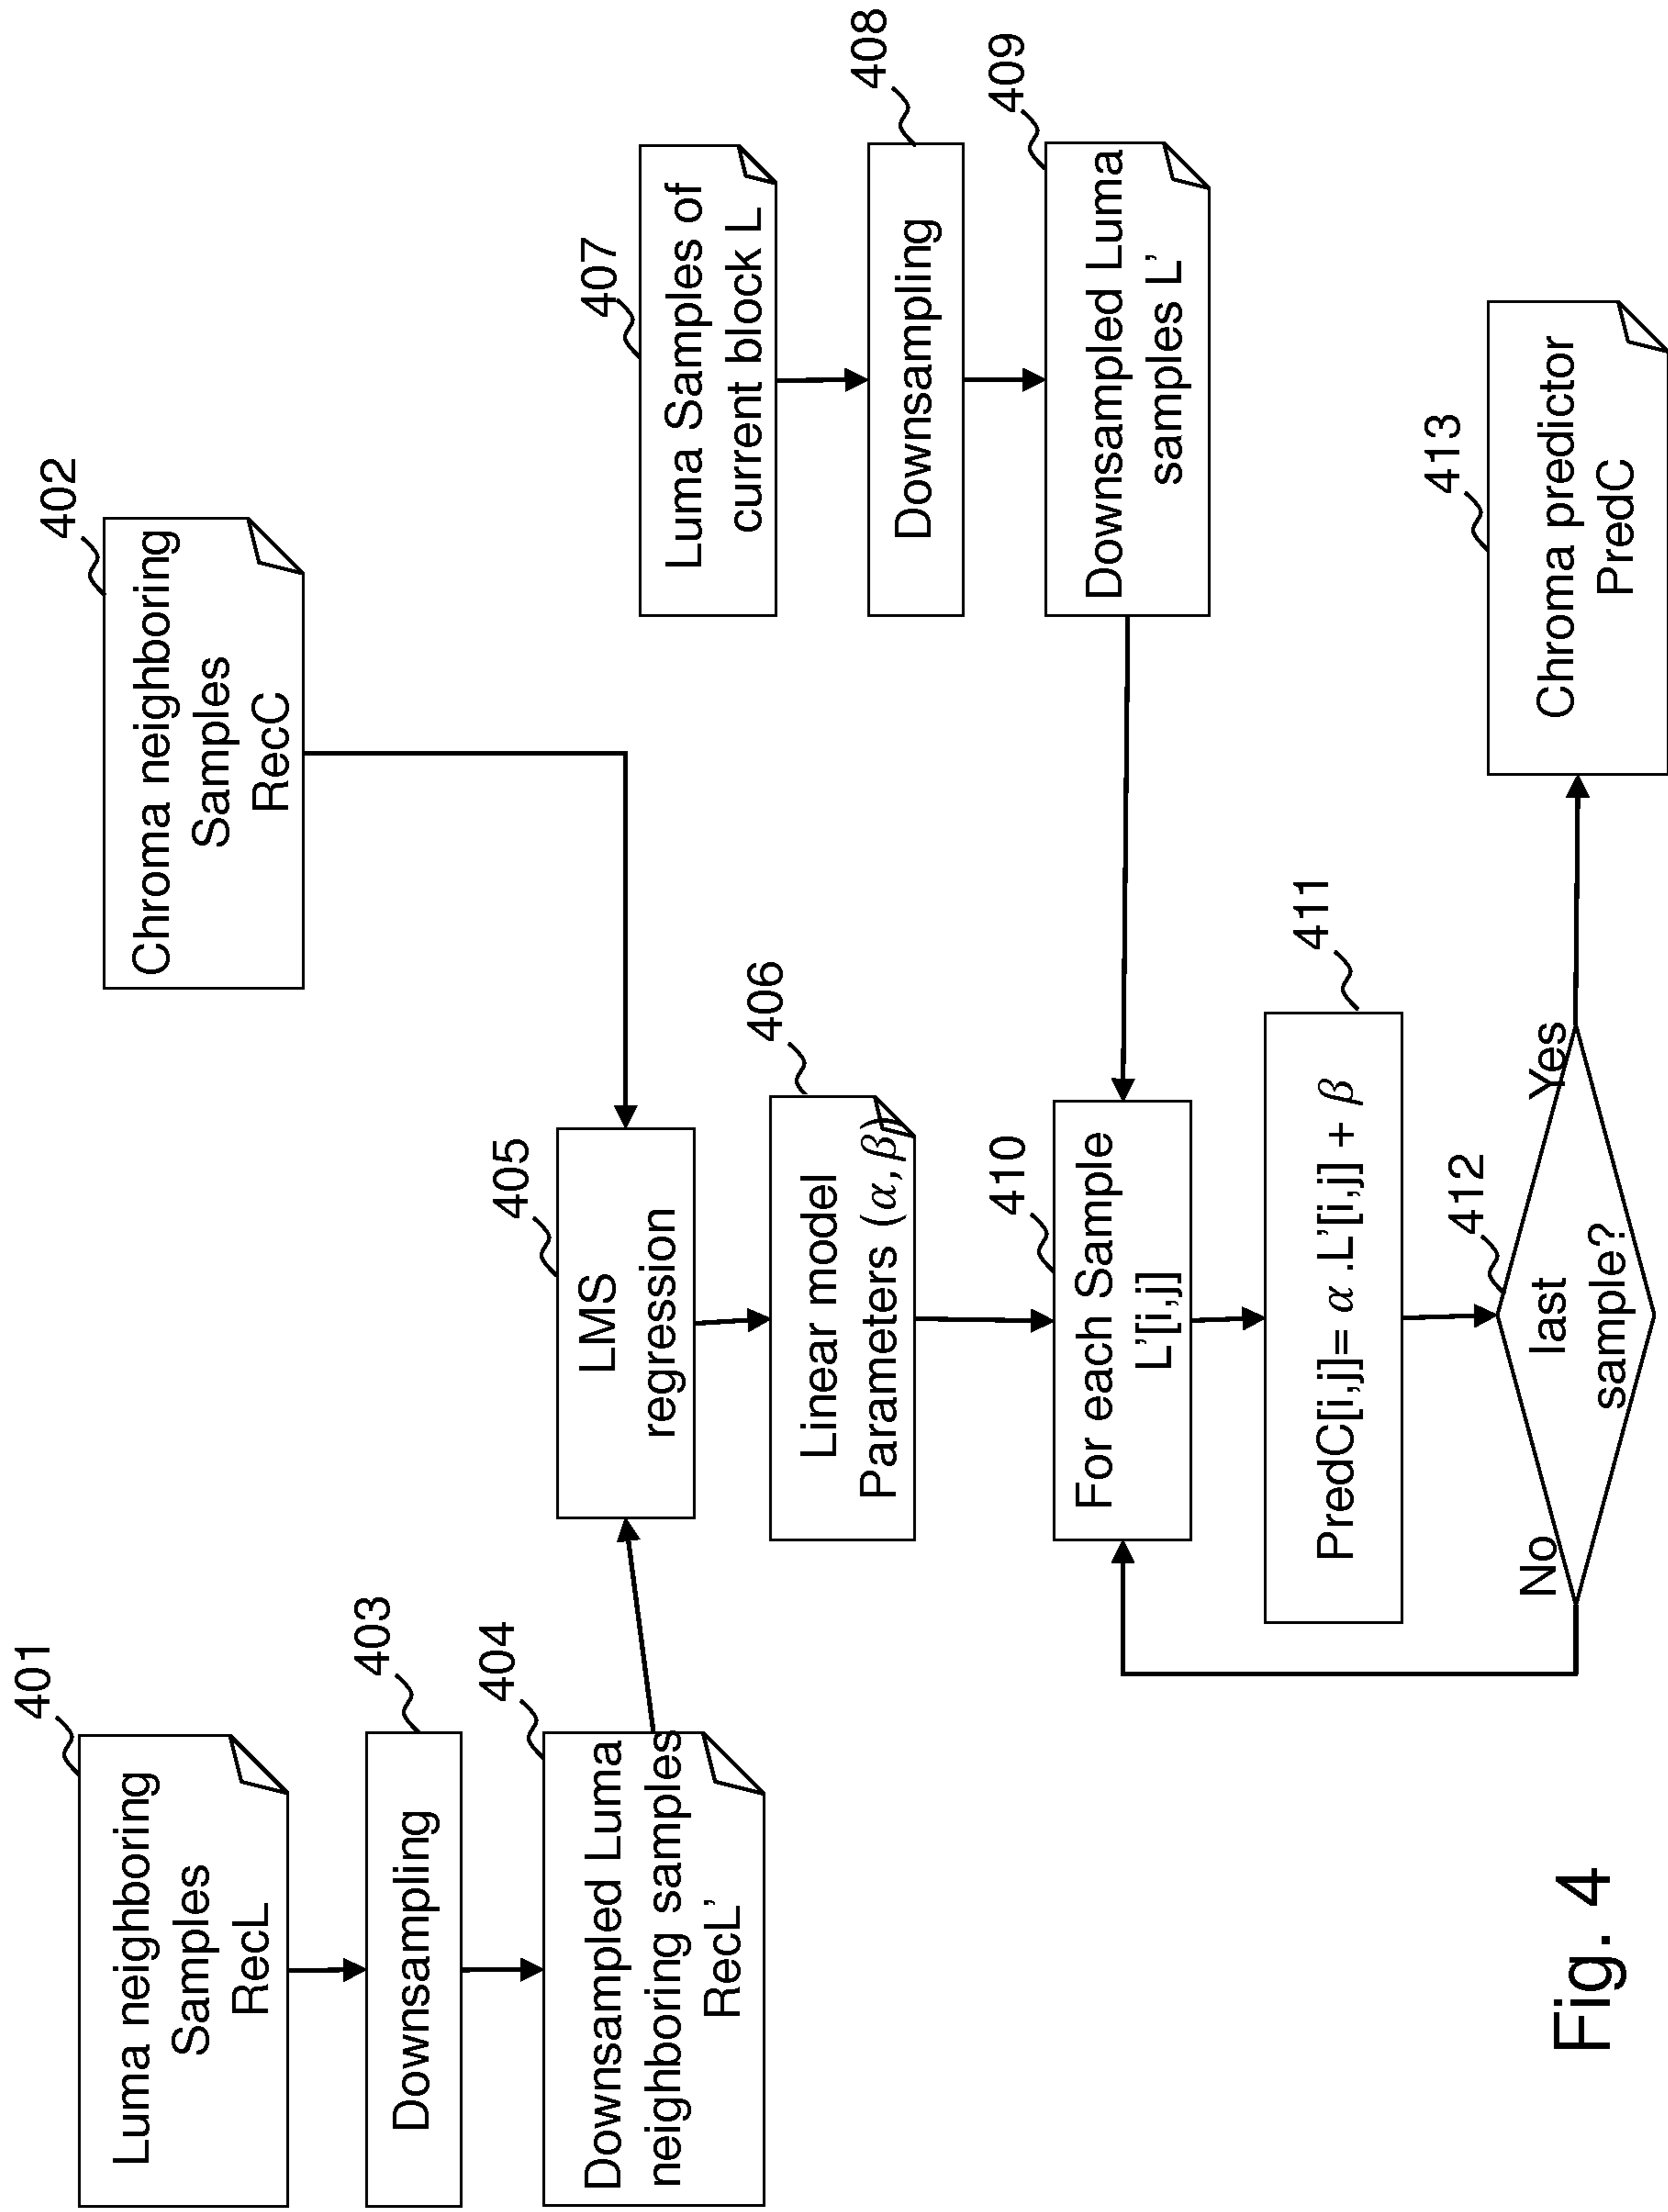 401
Luma neighboring
Samples
RecL
403
Downsampling
404
Downsampled Luma
neighboring samples
RecL’
402
Chroma neighboring
Samples
RecC
405
LMS
regression
406
Linear model
Parameters (α, β)
407
Luma Samples of
current block L
408
Downsampling
409
Downsampled Luma
samples L’
410
For each Sample
L’[i,j]
411
PredC[i,j]= α .L’[i,j] + β
412
last
sample?
No
Yes
413
Chroma predictor
PredC
Fig. 4